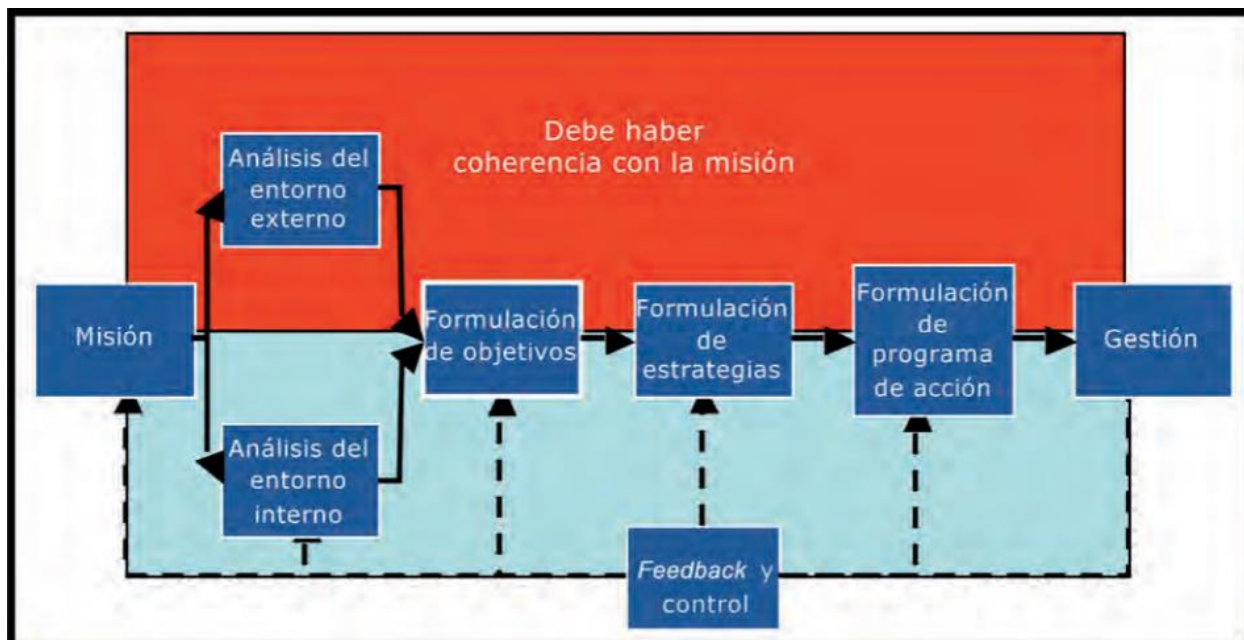 Debe haber
coherencia con la misión
Análisis del
entorno
externo
Misión
Formulación
de objetivos
Formulación
de
estrategias
Formulación
de
programa
de acción
Gestión
Análisis del
entorno
interno
Feedback y
control